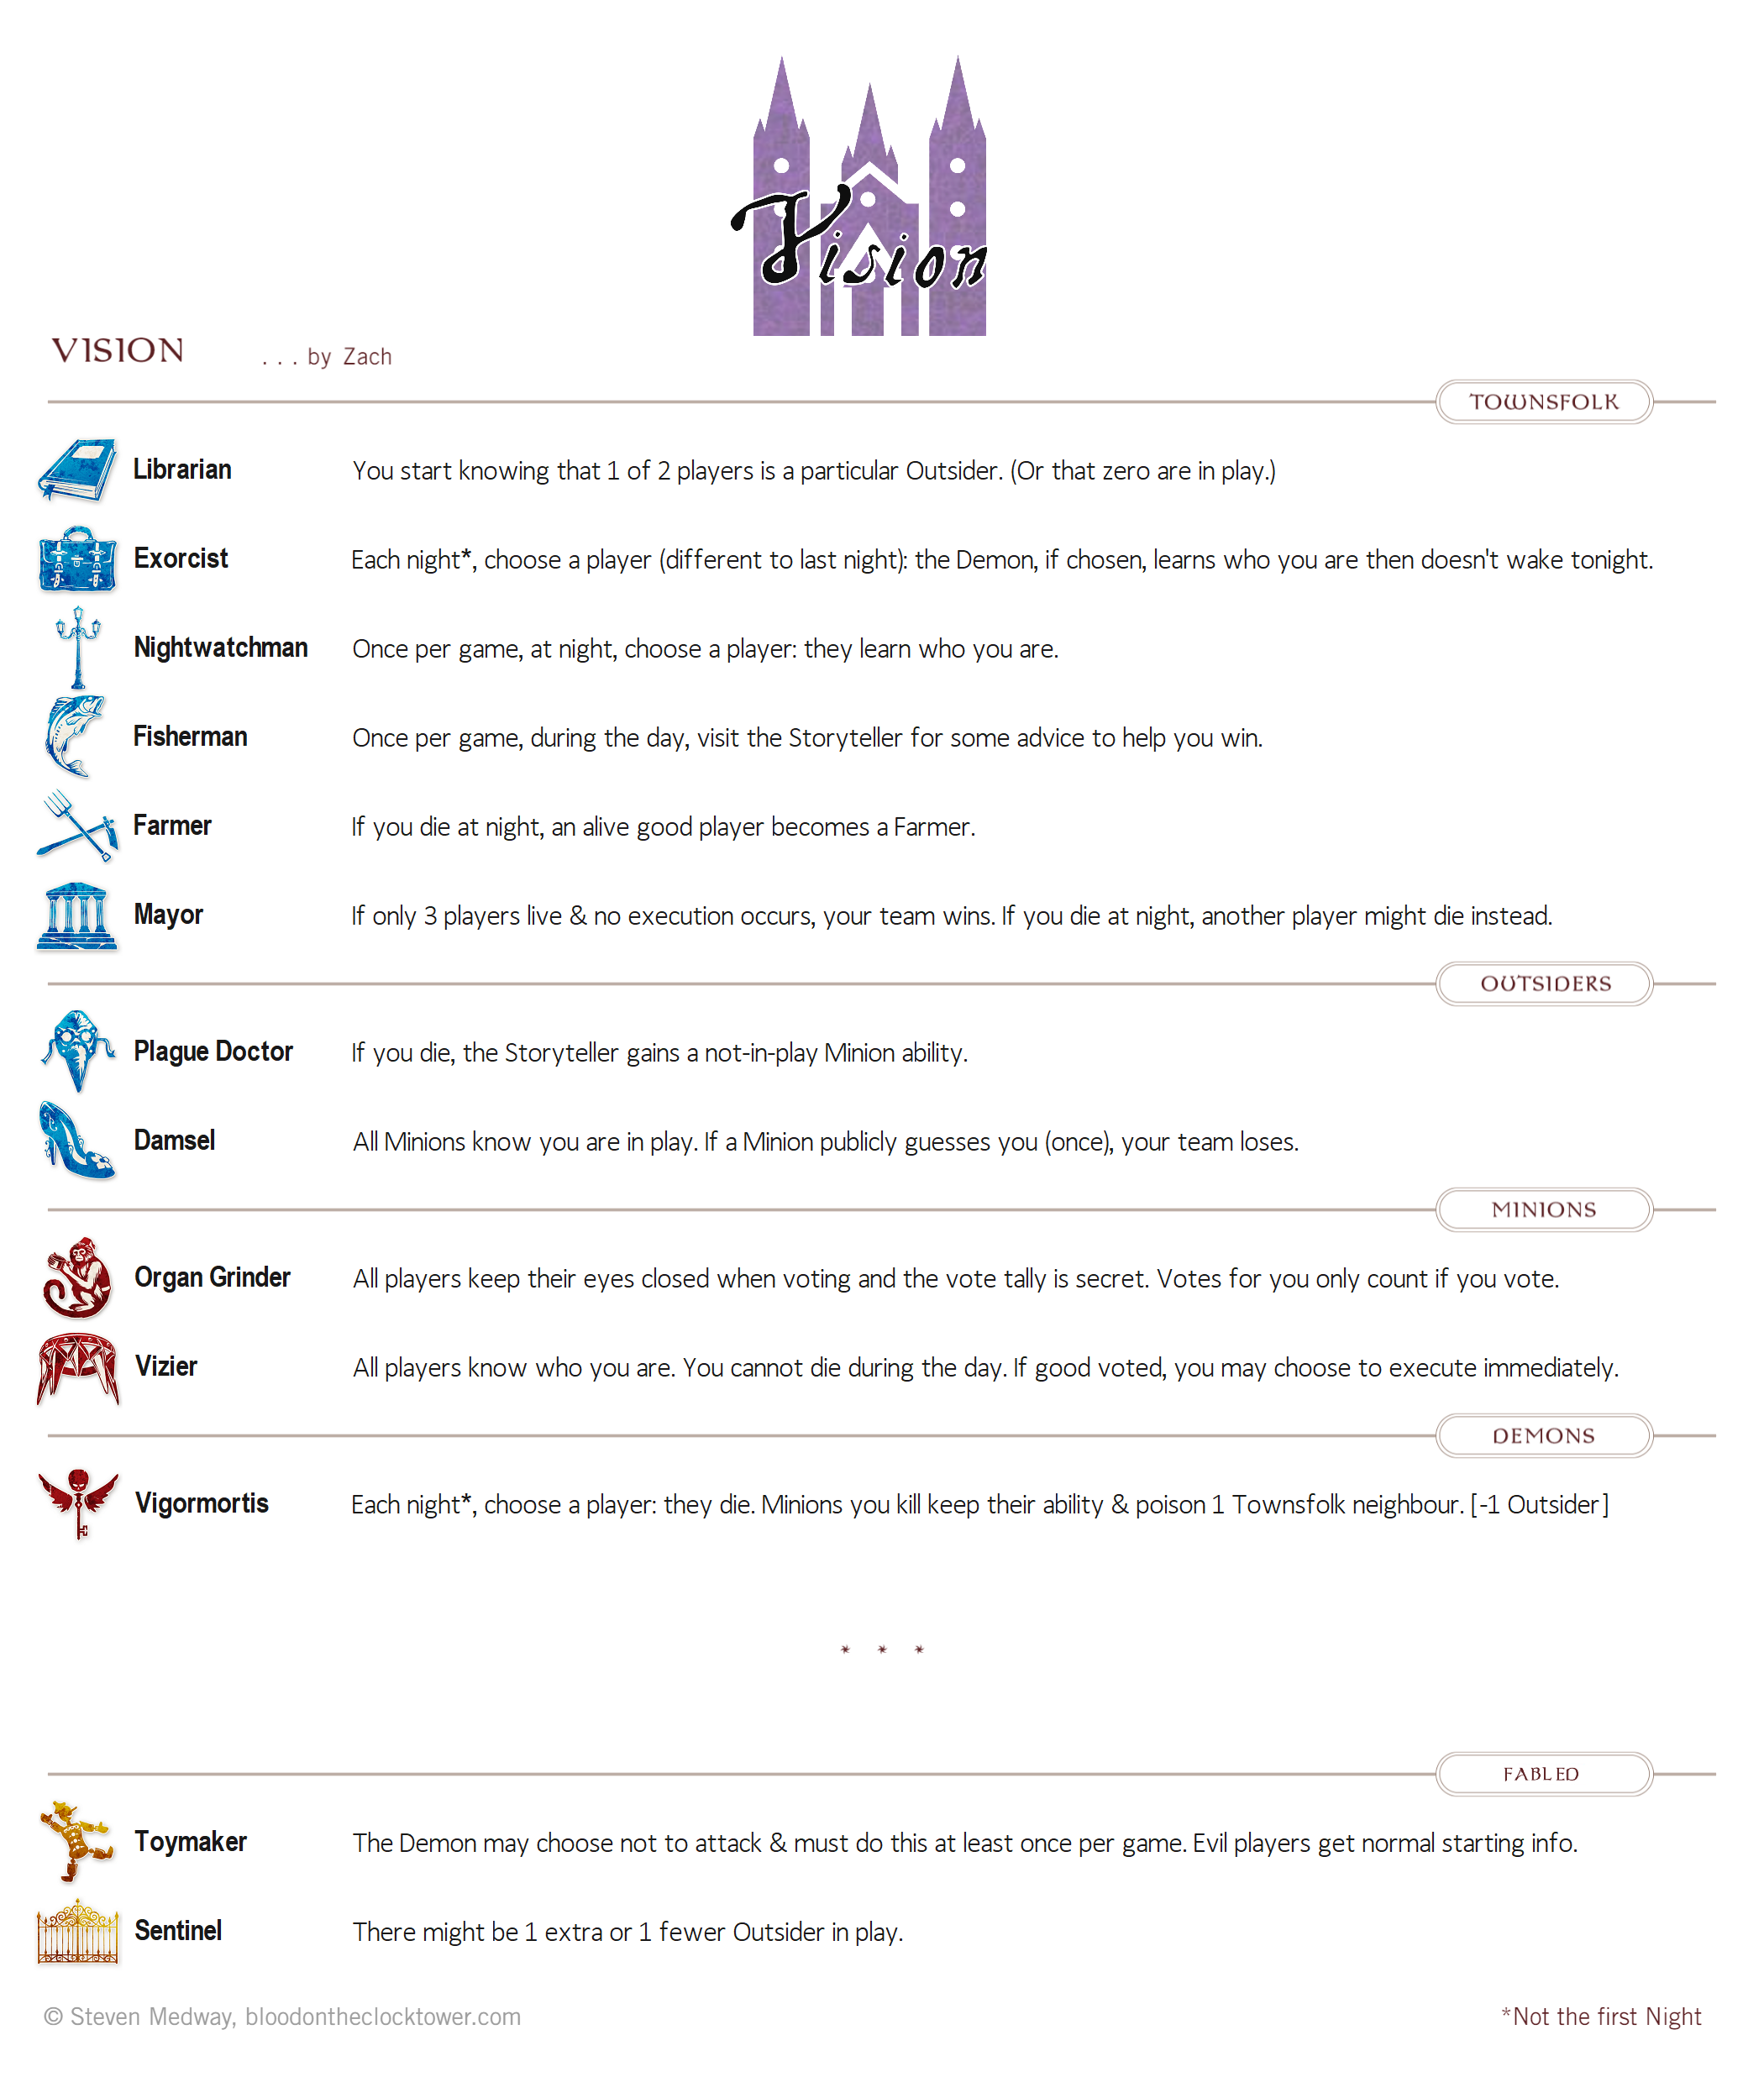 Vision
VISION . . . by Zach
TOWNSFOLK
Librarian You start knowing that 1 of 2 players is a particular Outsider. (Or that zero are in play.)
Exorcist Each night*, choose a player (different to last night): the Demon, if chosen, learns who you are then doesn't wake tonight.
Nightwatchman Once per game, at night, choose a player: they learn who you are.
Fisherman Once per game, during the day, visit the Storyteller for some advice to help you win.
Farmer If you die at night, an alive good player becomes a Farmer.
Mayor If only 3 players live & no execution occurs, your team wins. If you die at night, another player might die instead.
OUTSIDERS
Plague Doctor If you die, the Storyteller gains a not-in-play Minion ability.
Damsel All Minions know you are in play. If a Minion publicly guesses you (once), your team loses.
MINIONS
Organ Grinder All players keep their eyes closed when voting and the vote tally is secret. Votes for you only count if you vote.
Vizier All players know who you are. You cannot die during the day. If good voted, you may choose to execute immediately.
DEMONS
Vigormortis Each night*, choose a player: they die. Minions you kill keep their ability & poison 1 Townsfolk neighbour. [-1 Outsider]
* * *
FABLED
Toymaker The Demon may choose not to attack & must do this at least once per game. Evil players get normal starting info.
Sentinel There might be 1 extra or 1 fewer Outsider in play.
© Steven Medway, bloodontheclocktower.com *Not the first Night